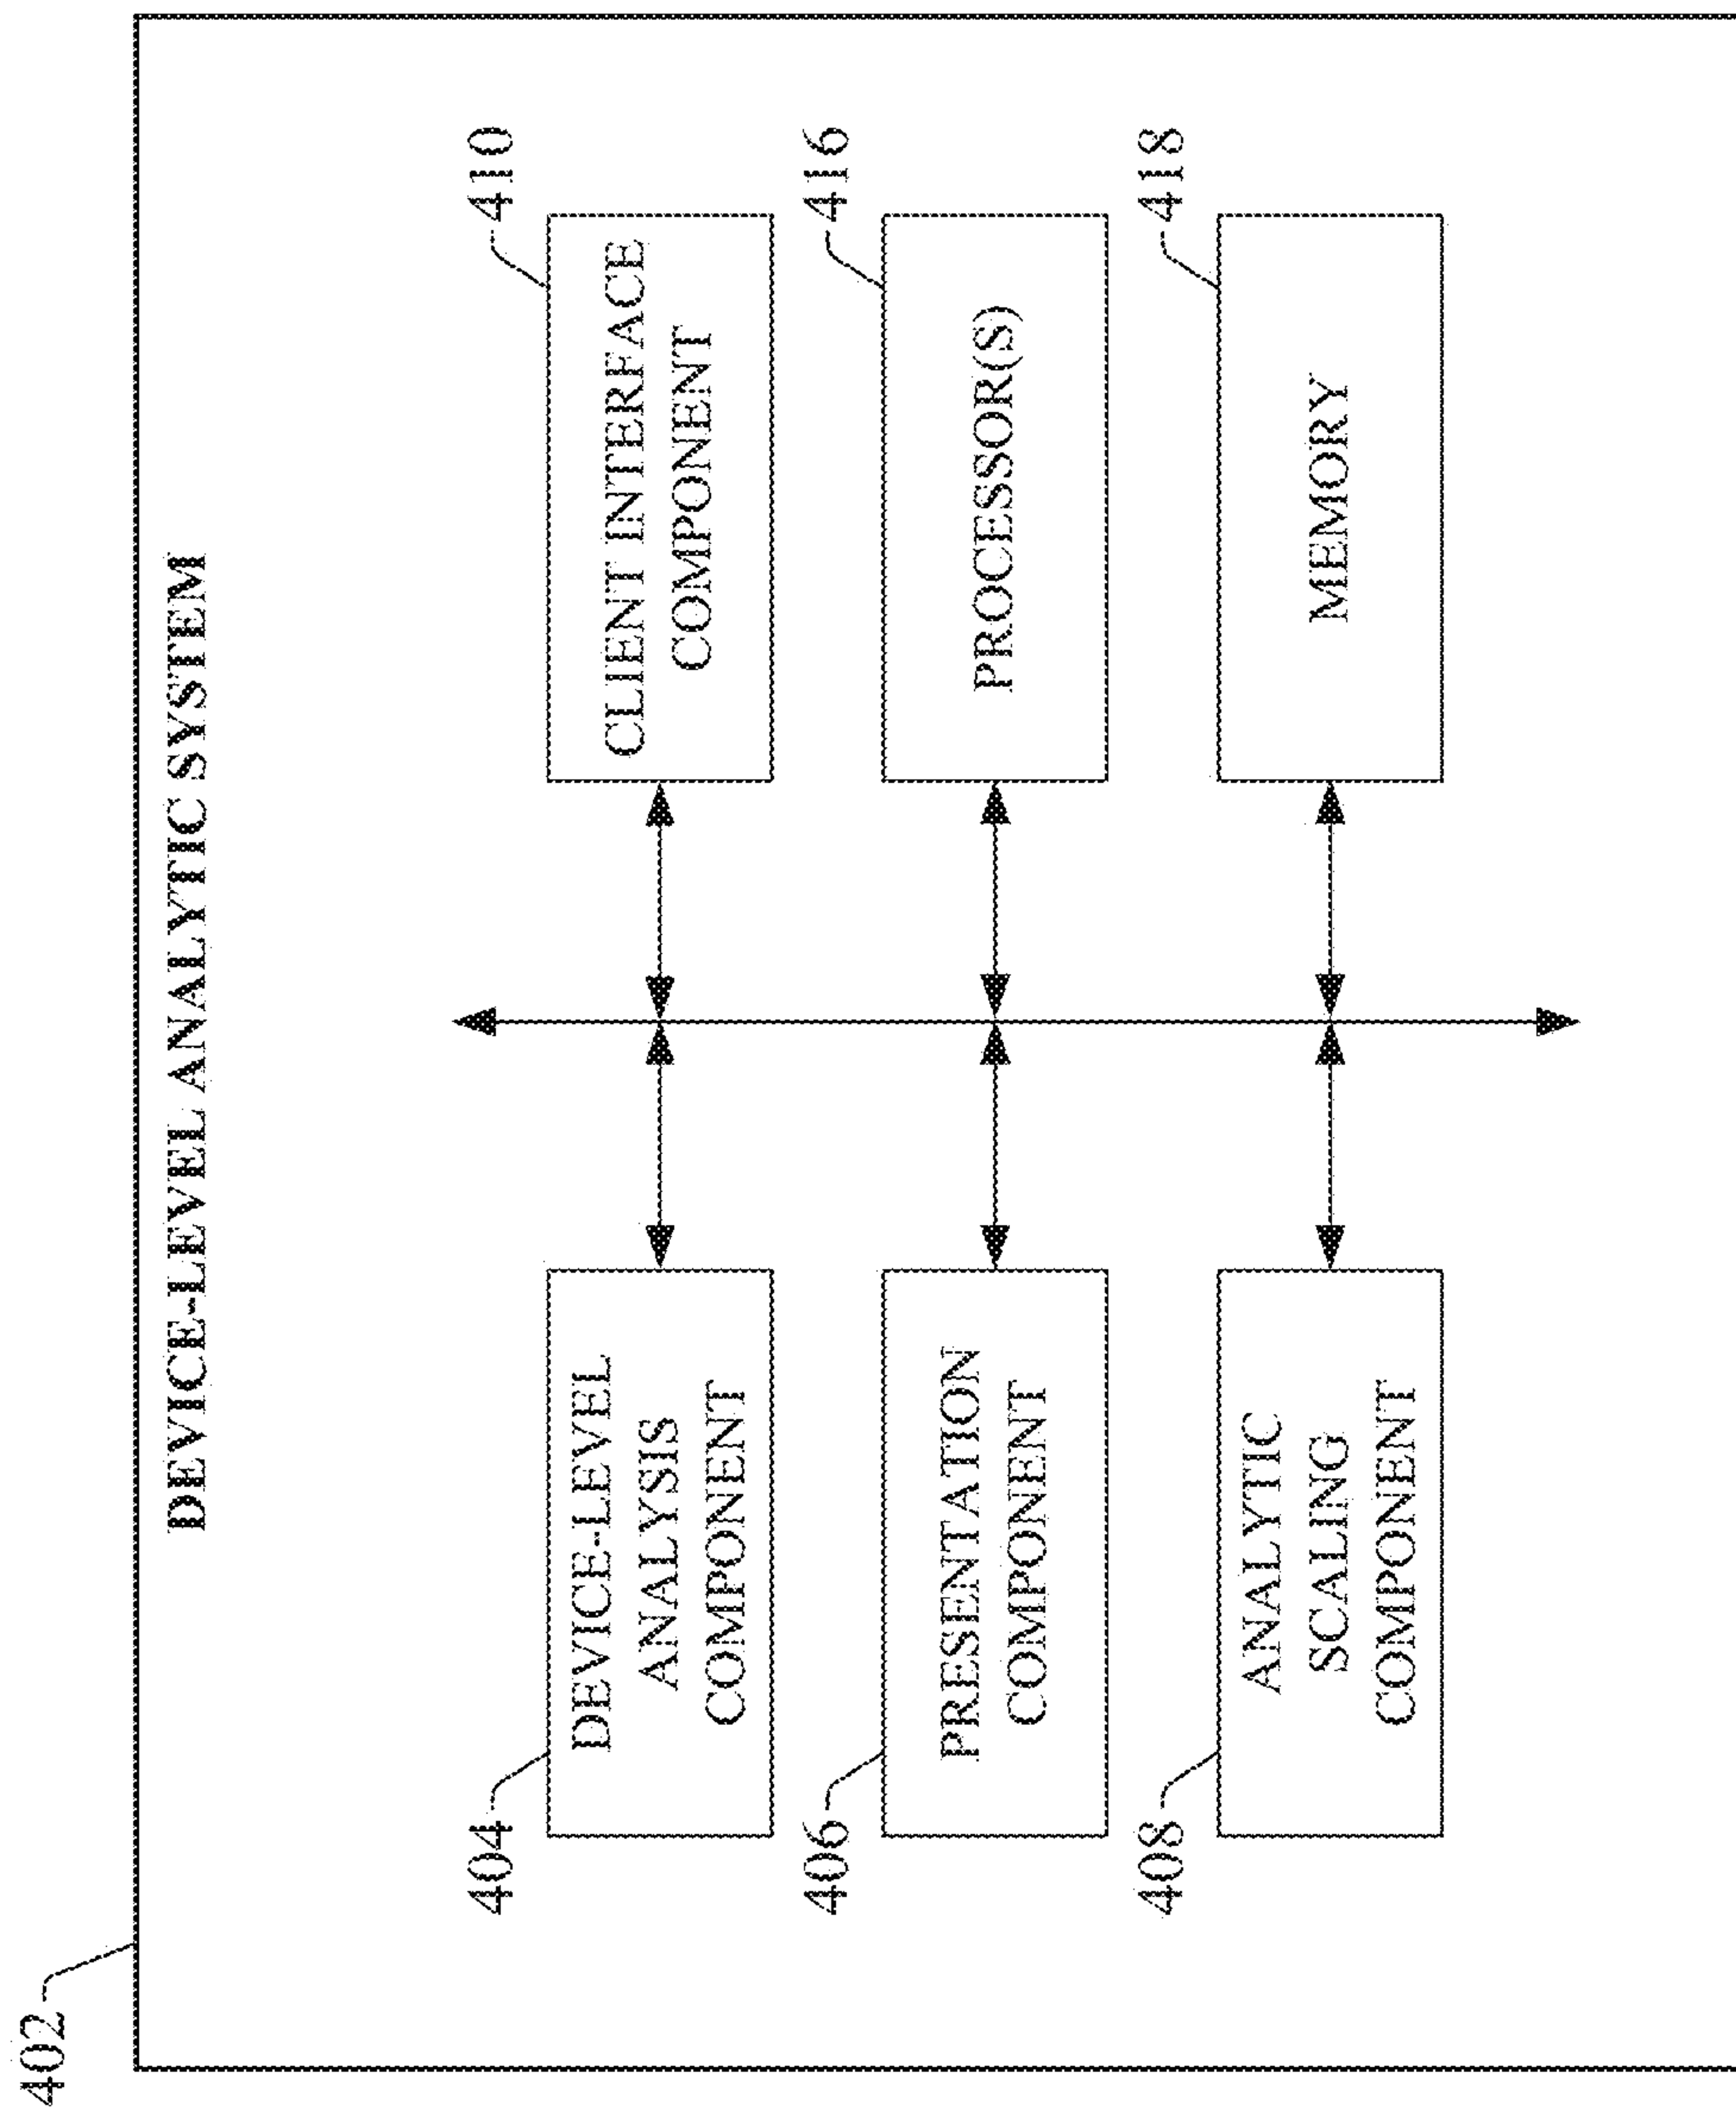 402
DEVICE-LEVEL ANALYTIC SYSTEM
404
DEVICE-LEVEL
ANALYSIS
COMPONENT
410
CLIENT INTERFACE
COMPONENT
406
PRESENTATION
COMPONENT
416
PROCESSOR(S)
408
ANALYTIC
SCALING
COMPONENT
418
MEMORY